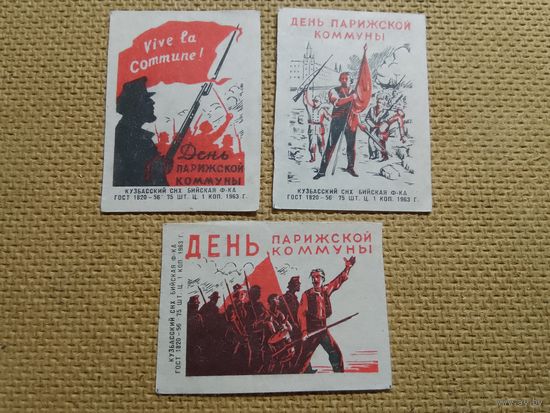 Vive la
Commune!
День
ПАРИЖСКОЙ
КОММУНЫ
КУЗБАССКИЙ СНХ БИЙСКАЯ Ф-КА
ГОСТ 1820-56 75 ШТ. Ц. 1 КОП. 1963 Г.
ДЕНЬ ПАРИЖСКОЙ
КОММУНЫ
КУЗБАССКИЙ СНХ БИЙСКАЯ Ф-КА.
ГОСТ 1820-56 75 ШТ. Ц. 1 КОП. 1963 Г.
ДЕНЬ ПАРИЖСКОЙ
КОММУНЫ
КУЗБАССКИЙ СНХ БИЙСКАЯ Ф-КА.
ГОСТ 1820-56 75 ШТ. Ц. 1 КОП. 1963 Г.